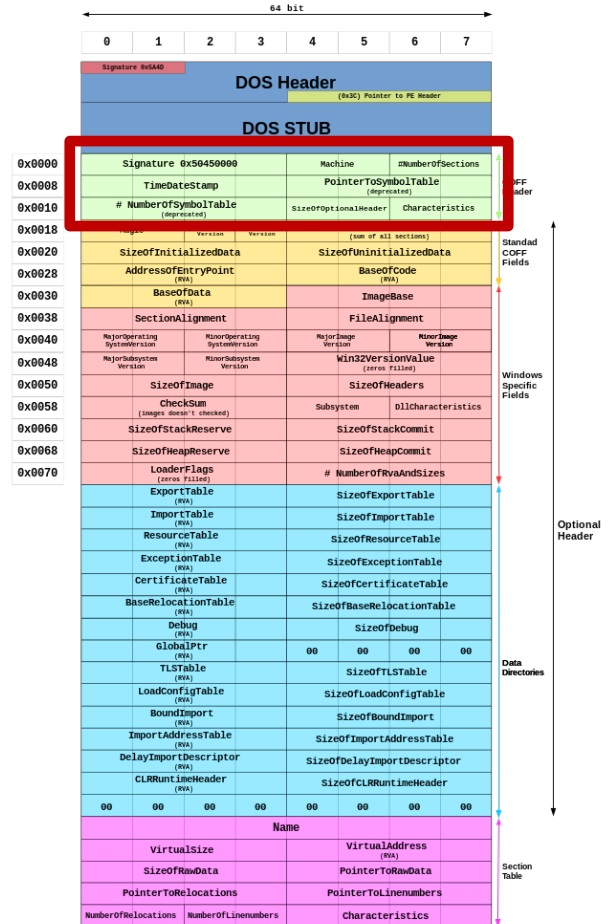 64 bit
0 1 2 3 4 5 6 7
Signature 0x5A4D
DOS Header
(0x3C) Pointer to PE Header
DOS STUB
0x0000 Signature 0x50450000 Machine #NumberOfSections
0x0008 TimeDateStamp PointerToSymbolTable
(deprecated)
0x0010 # NumberOfSymbolTable SizeOfOptionalHeader Characteristics
(deprecated)
0x0018 Version Version (sum of all sections)
Standad
COFF
Fields
0x0020 SizeOfInitializedData SizeOfUninitializedData
0x0028 AddressOfEntryPoint BaseOfCode
(RVA) (RVA)
0x0030 BaseOfData ImageBase
(RVA)
0x0038 SectionAlignment FileAlignment
0x0040 MajorOperating MinorOperating MajorImage MinorImage
SystemVersion SystemVersion Version Version
0x0048 MajorSubsystem MinorSubsystem Win32VersionValue
Version Version (zeros filled)
Windows
Specific
Fields
0x0050 SizeOfImage SizeOfHeaders
0x0058 CheckSum Subsystem DllCharacteristics
(images doesn't checked)
0x0060 SizeOfStackReserve SizeOfStackCommit
0x0068 SizeOfHeapReserve SizeOfHeapCommit
0x0070 LoaderFlags # NumberOfRvaAndSizes
(zeros filled)
ExportTable SizeOfExportTable
(RVA)
ImportTable SizeOfImportTable
(RVA)
Optional
Header
ResourceTable SizeOfResourceTable
(RVA)
ExceptionTable SizeOfExceptionTable
(RVA)
CertificateTable SizeOfCertificateTable
(RVA)
BaseRelocationTable SizeOfBaseRelocationTable
(RVA)
Debug SizeOfDebug
(RVA)
GlobalPtr 00 00 00 00
(RVA)
Data
Directories
TLSTable SizeOfTLSTable
(RVA)
LoadConfigTable SizeOfLoadConfigTable
(RVA)
BoundImport SizeOfBoundImport
(RVA)
ImportAddressTable SizeOfImportAddressTable
(RVA)
DelayImportDescriptor SizeOfDelayImportDescriptor
(RVA)
CLRRuntimeHeader SizeOfCLRRuntimeHeader
(RVA)
00 00 00 00 00 00 00 00
Name
VirtualSize VirtualAddress
(RVA)
Section
Table
SizeOfRawData PointerToRawData
PointerToRelocations PointerToLinenumbers
NumberOfRelocations NumberOfLinenumbers Characteristics